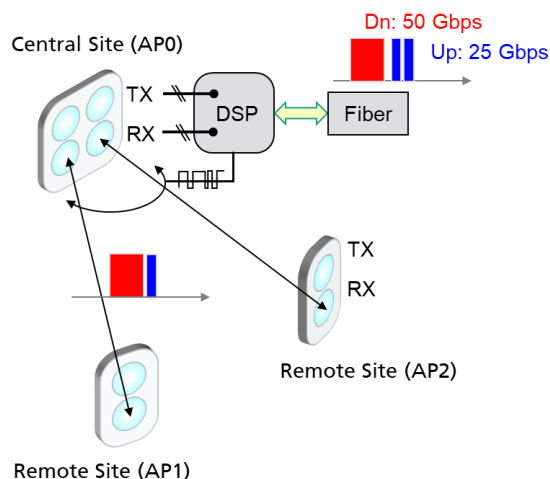 Dn: 50 Gbps
Central Site (AP0)
Up: 25 Gbps
TX
DSP
Fiber
RX
TX
RX
Remote Site (AP2)
Remote Site (AP1)